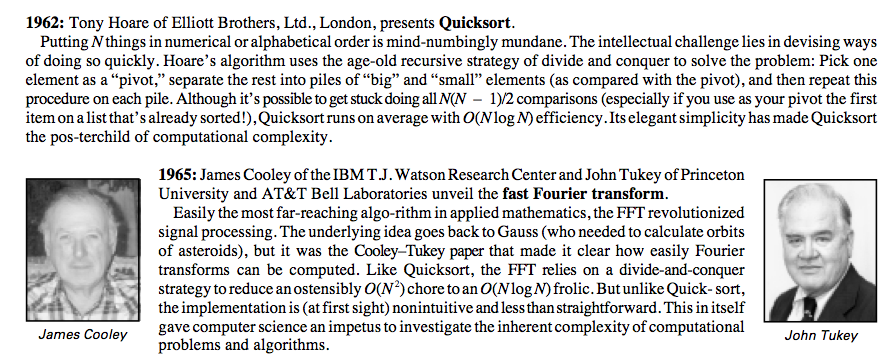 1962: Tony Hoare of Elliott Brothers, Ltd., London, presents Quicksort.
Putting N things in numerical or alphabetical order is mind-numbingly mundane. The intellectual challenge lies in devising ways
of doing so quickly. Hoare's algorithm uses the age-old recursive strategy of divide and conquer to solve the problem: Pick one
element as a “pivot,” separate the rest into piles of “big” and “small” elements (as compared with the pivot), and then repeat this
procedure on each pile. Although it's possible to get stuck doing all N(N – 1)/2 comparisons (especially if you use as your pivot the first
item on a list that's already sorted!), Quicksort runs on average with O(N log N) efficiency. Its elegant simplicity has made Quicksort
the pos-terchild of computational complexity.
1965: James Cooley of the IBM T.J. Watson Research Center and John Tukey of Princeton
University and AT&T Bell Laboratories unveil the fast Fourier transform.
Easily the most far-reaching algo-rithm in applied mathematics, the FFT revolutionized
signal processing. The underlying idea goes back to Gauss (who needed to calculate orbits
of asteroids), but it was the Cooley–Tukey paper that made it clear how easily Fourier
transforms can be computed. Like Quicksort, the FFT relies on a divide-and-conquer
strategy to reduce an ostensibly O(N²) chore to an O(N log N) frolic. But unlike Quick- sort,
the implementation is (at first sight) nonintuitive and less than straightforward. This in itself
gave computer science an impetus to investigate the inherent complexity of computational
problems and algorithms.
James Cooley
John Tukey